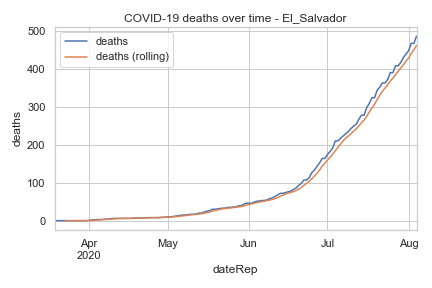 COVID-19 deaths over time - El_Salvador
deaths
deaths (rolling)
500
400
300
200
100
0
deaths
Apr
2020
May
Jun
Jul
Aug
dateRep